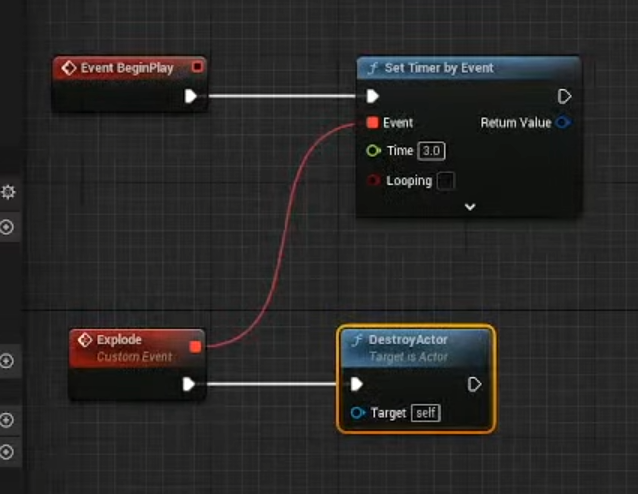 Event BeginPlay
f Set Timer by Event
Event Return Value
Time 3.0
Looping
Explode
Custom Event
f DestroyActor
Target is Actor
Target self